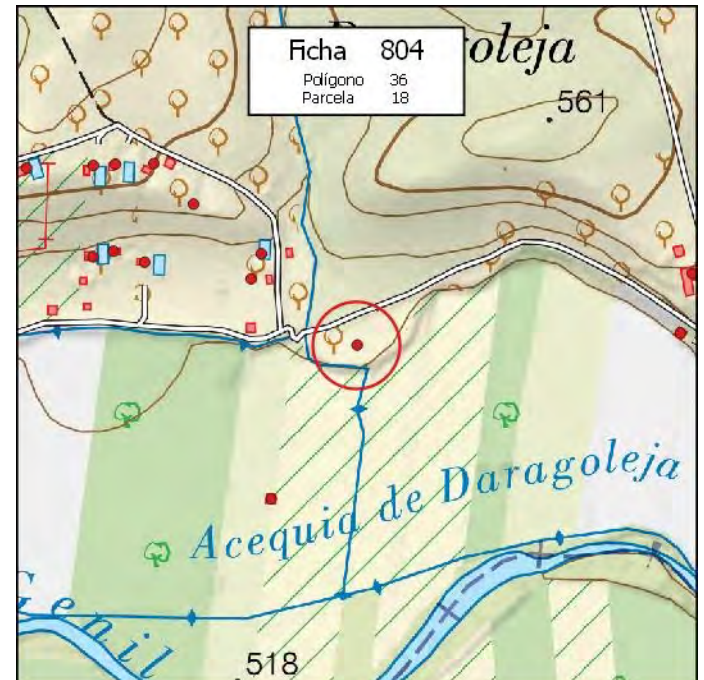 Ficha 804
Polígono 36
Parcela 18
oleja
561
Acequia de Daragoleja
Genil
518